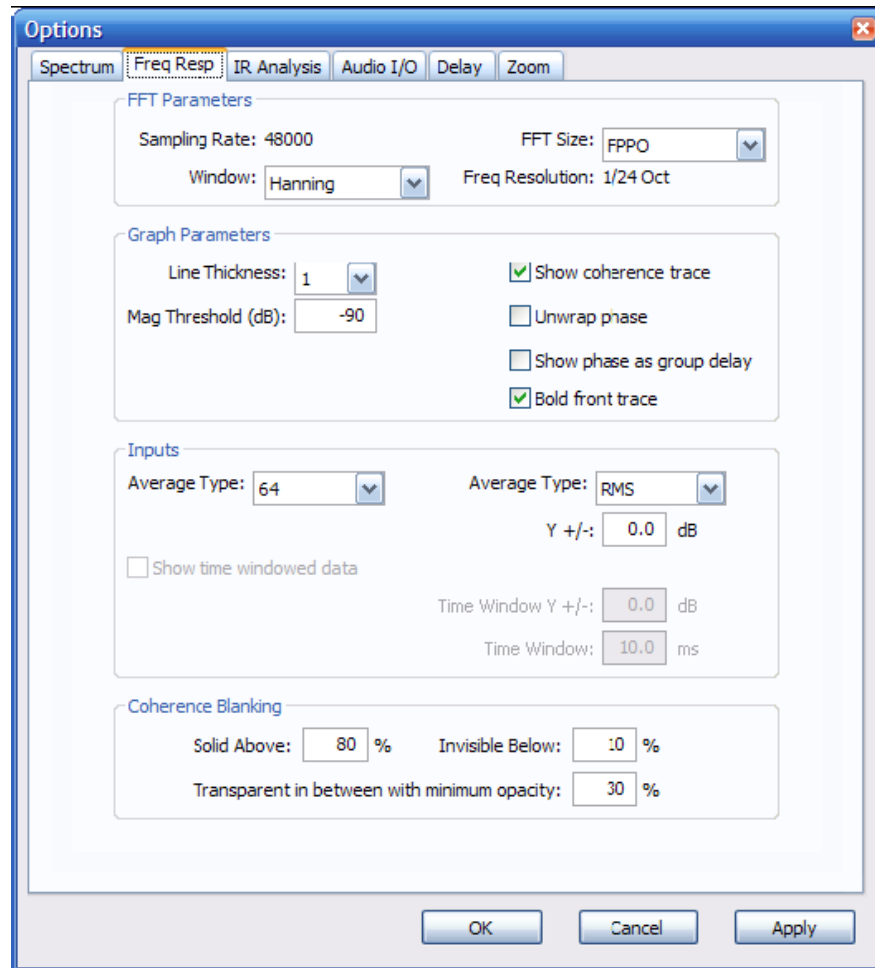 Options
Spectrum Freq Resp IR Analysis Audio I/O Delay Zoom
FFT Parameters
Sampling Rate: 48000 FFT Size: FPPO
Window: Hanning Freq Resolution: 1/24 Oct
Graph Parameters
Line Thickness: 1 Show coherence trace
Mag Threshold (dB): -90 Unwrap phase
Show phase as group delay
Bold front trace
Inputs
Average Type: 64 Average Type: RMS
Y +/-: 0.0 dB
Show time windowed data
Time Window Y +/-: 0.0 dB
Time Window: 10.0 ms
Coherence Blanking
Solid Above: 80 % Invisible Below: 10 %
Transparent in between with minimum opacity: 30 %
OK Cancel Apply